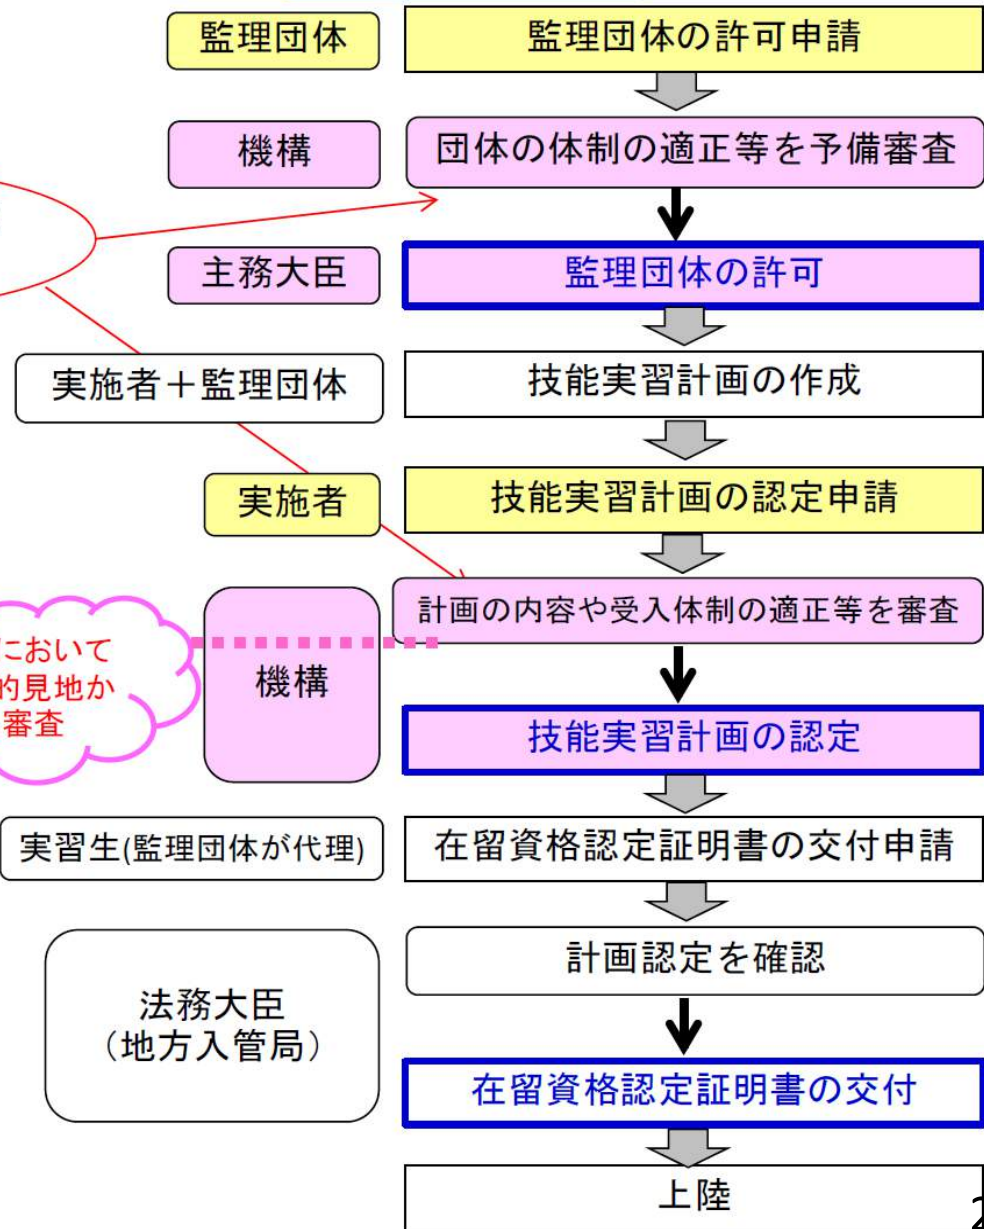 監理団体
監理団体の許可申請
機構
団体の体制の適正等を予備審査
主務大臣
監理団体の許可
実施者＋監理団体
技能実習計画の作成
実施者
技能実習計画の認定申請
計画の内容や受入体制の適正等を審査
において
的見地か
審査
機構
技能実習計画の認定
実習生(監理団体が代理)
在留資格認定証明書の交付申請
計画認定を確認
法務大臣
（地方入管局）
在留資格認定証明書の交付
上陸
2